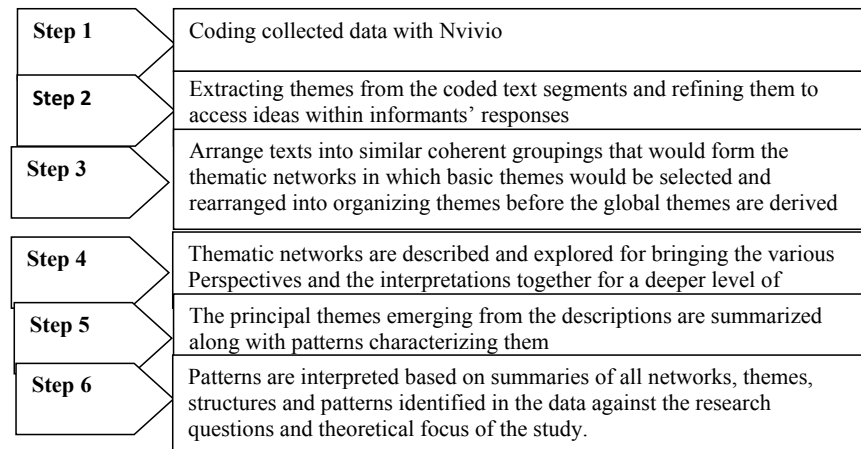 Step 1
Coding collected data with Nvivio
Step 2
Extracting themes from the coded text segments and refining them to
access ideas within informants’ responses
Step 3
Arrange texts into similar coherent groupings that would form the
thematic networks in which basic themes would be selected and
rearranged into organizing themes before the global themes are derived
Step 4
Thematic networks are described and explored for bringing the various
Perspectives and the interpretations together for a deeper level of
Step 5
The principal themes emerging from the descriptions are summarized
along with patterns characterizing them
Step 6
Patterns are interpreted based on summaries of all networks, themes,
structures and patterns identified in the data against the research
questions and theoretical focus of the study.